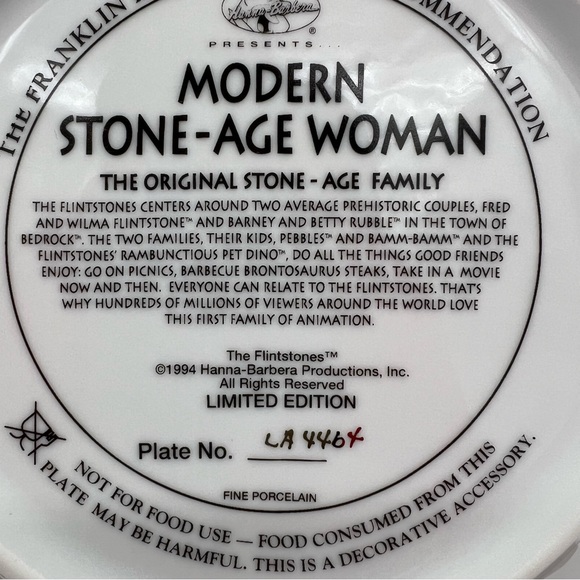 THE FRANKLIN
COMMENDATION
Hanna-Barbera
®
PRESENTS...
MODERN
STONE-AGE WOMAN
THE ORIGINAL STONE-AGE FAMILY
THE FLINTSTONES CENTERS AROUND TWO AVERAGE PREHISTORIC COUPLES, FRED
AND WILMA FLINTSTONE™ AND BARNEY AND BETTY RUBBLE™ IN THE TOWN OF
BEDROCK™. THE TWO FAMILIES, THEIR KIDS, PEBBLES™ AND BAMM-BAMM™ AND THE
FLINTSTONES' RAMBUNCTIOUS PET DINO™, DO ALL THE THINGS GOOD FRIENDS
ENJOY: GO ON PICNICS, BARBECUE BRONTOSAURUS STEAKS, TAKE IN A MOVIE
NOW AND THEN. EVERYONE CAN RELATE TO THE FLINTSTONES. THAT'S
WHY HUNDREDS OF MILLIONS OF VIEWERS AROUND THE WORLD LOVE
THIS FIRST FAMILY OF ANIMATION.
The Flintstones™
©1994 Hanna-Barbera Productions, Inc.
All Rights Reserved
LIMITED EDITION
Plate No. LA4464
FINE PORCELAIN
NOT FOR FOOD USE — FOOD CONSUMED FROM THIS
PLATE MAY BE HARMFUL. THIS IS A DECORATIVE ACCESSORY.